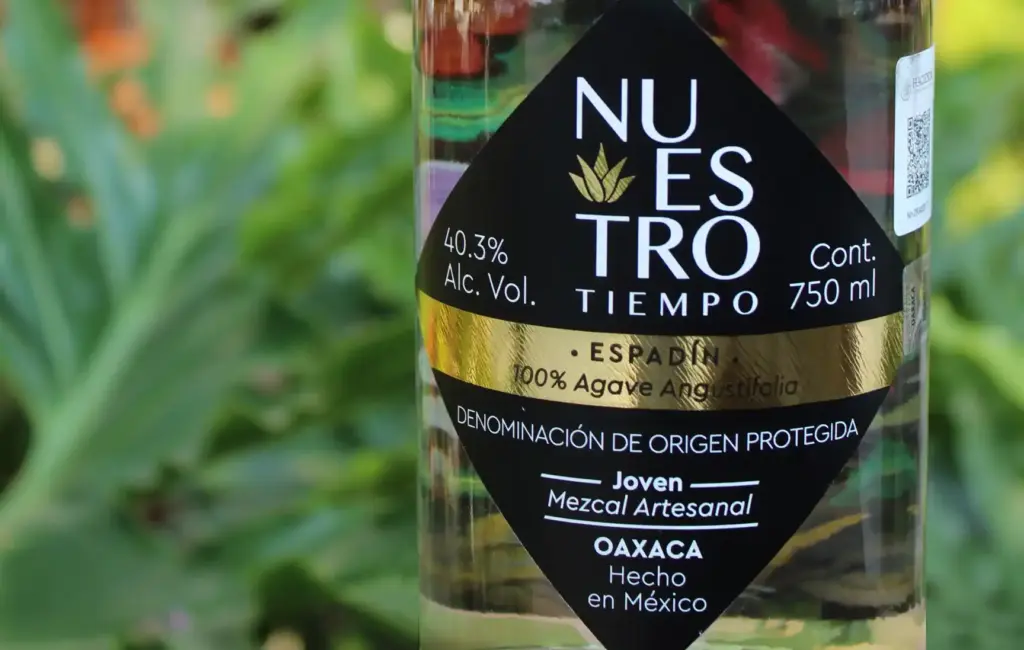 NU
ES
TRO
TIEMPO
40.3%
Alc. Vol.
Cont.
750 ml
· ESPADÍN ·
100% Agave Angustifolia
DENOMINACIÓN DE ORIGEN PROTEGIDA
Joven
Mezcal Artesanal
OAXACA
Hecho
en México
OAXACA